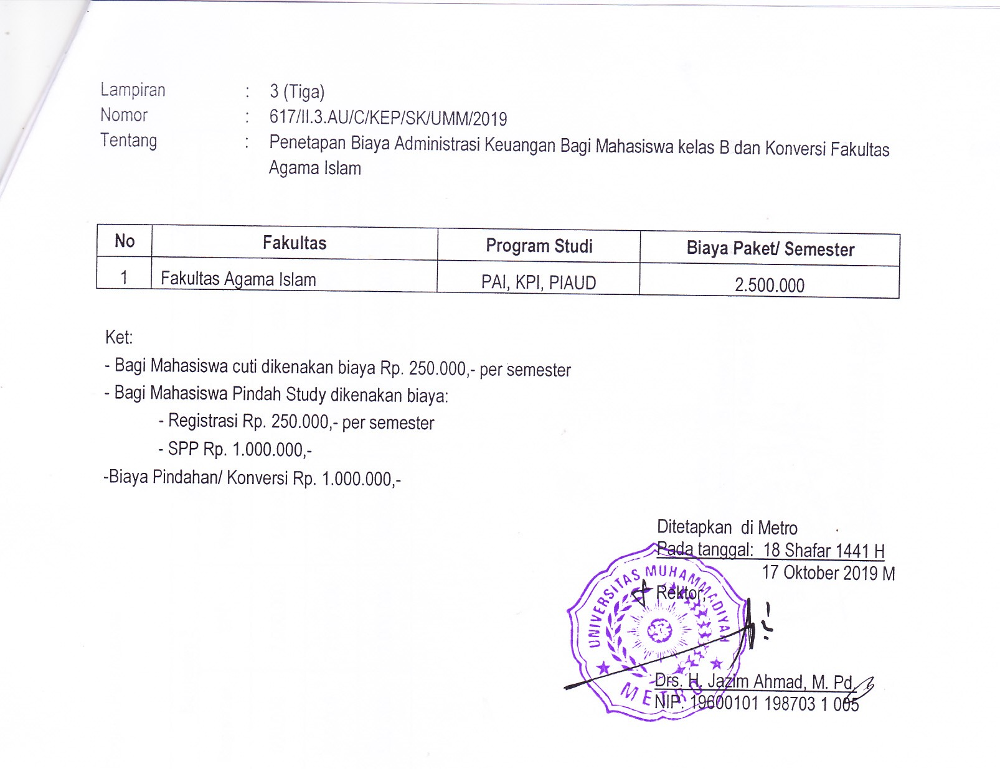 Lampiran : 3 (Tiga)
Nomor : 617/II.3.AU/C/KEP/SK/UMM/2019
Tentang : Penetapan Biaya Administrasi Keuangan Bagi Mahasiswa kelas B dan Konversi Fakultas
Agama Islam
No Fakultas Program Studi Biaya Paket/ Semester
1 Fakultas Agama Islam PAI, KPI, PIAUD 2.500.000
Ket:
- Bagi Mahasiswa cuti dikenakan biaya Rp. 250.000,- per semester
- Bagi Mahasiswa Pindah Study dikenakan biaya:
- Registrasi Rp. 250.000,- per semester
- SPP Rp. 1.000.000,-
-Biaya Pindahan/ Konversi Rp. 1.000.000,-
Ditetapkan di Metro
Pada tanggal: 18 Shafar 1441 H
17 Oktober 2019 M
Rektor,
UNIVERSITAS MUHAMMADIYAH
METRO
Drs. H. Jazim Ahmad, M. Pd
NIP. 19600101 198703 1 005